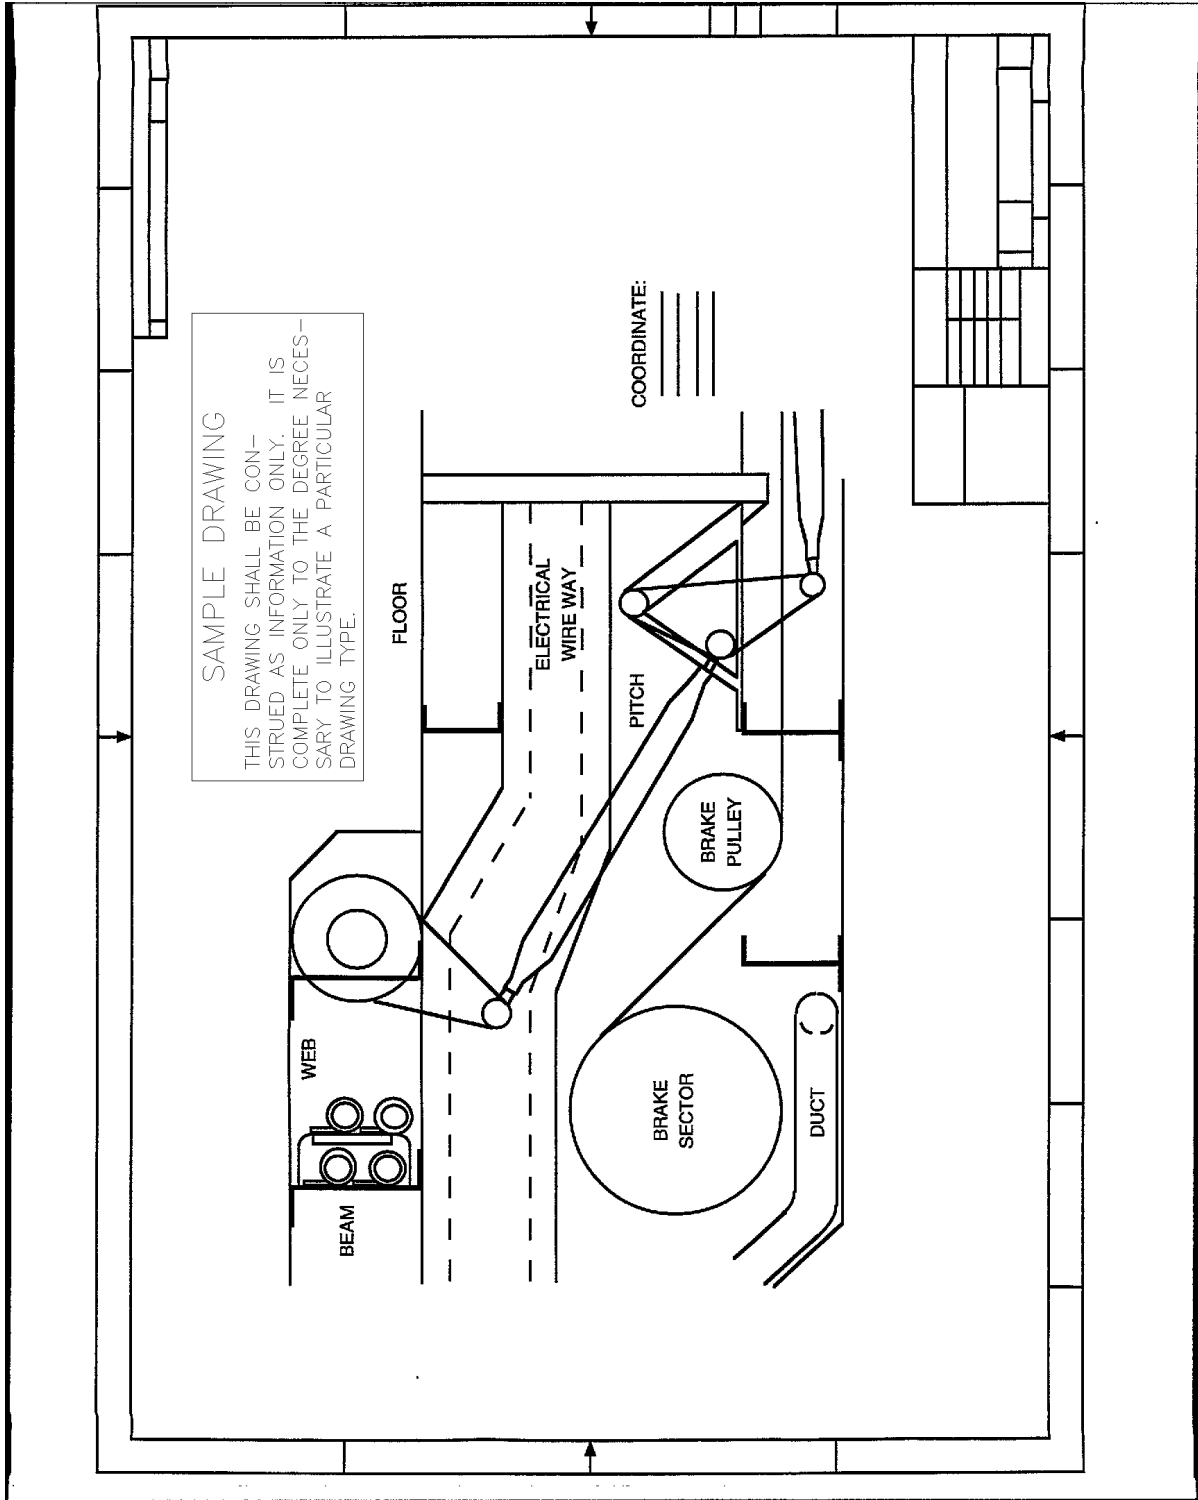 SAMPLE DRAWING
THIS DRAWING SHALL BE CON-
STRUED AS INFORMATION ONLY. IT IS
COMPLETE ONLY TO THE DEGREE NECES-
SARY TO ILLUSTRATE A PARTICULAR
DRAWING TYPE.
BEAM
WEB
FLOOR
ELECTRICAL
WIRE WAY
PITCH
COORDINATE:
BRAKE
SECTOR
BRAKE
PULLEY
DUCT